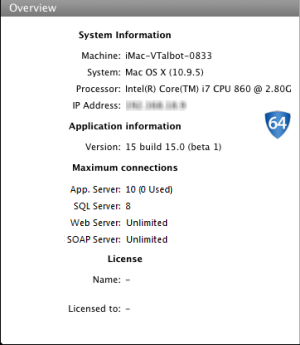 Overview
System Information
Machine: iMac-VTalbot-0833
System: Mac OS X (10.9.5)
Processor: Intel(R) Core(TM) i7 CPU 860 @ 2.80G
IP Address:
64
Application information
Version: 15 build 15.0 (beta 1)
Maximum connections
App. Server: 10 (0 Used)
SQL Server: 8
Web Server: Unlimited
SOAP Server: Unlimited
License
Name: -
Licensed to: -